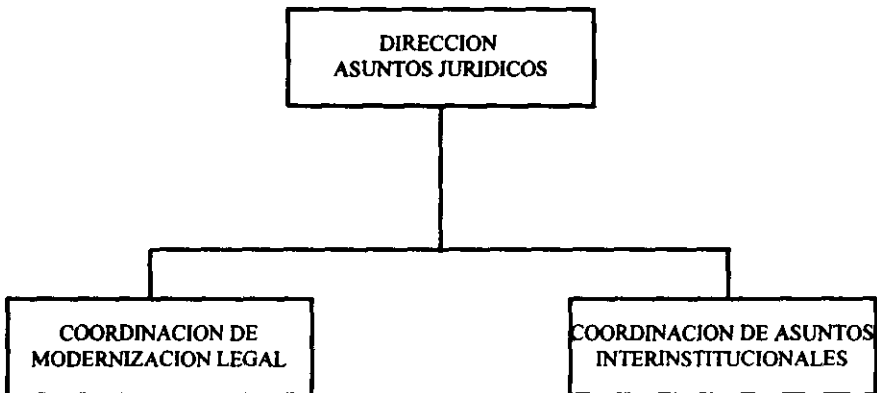 DIRECCION
ASUNTOS JURIDICOS
COORDINACION DE
MODERNIZACION LEGAL
COORDINACION DE ASUNTOS
INTERINSTITUCIONALES